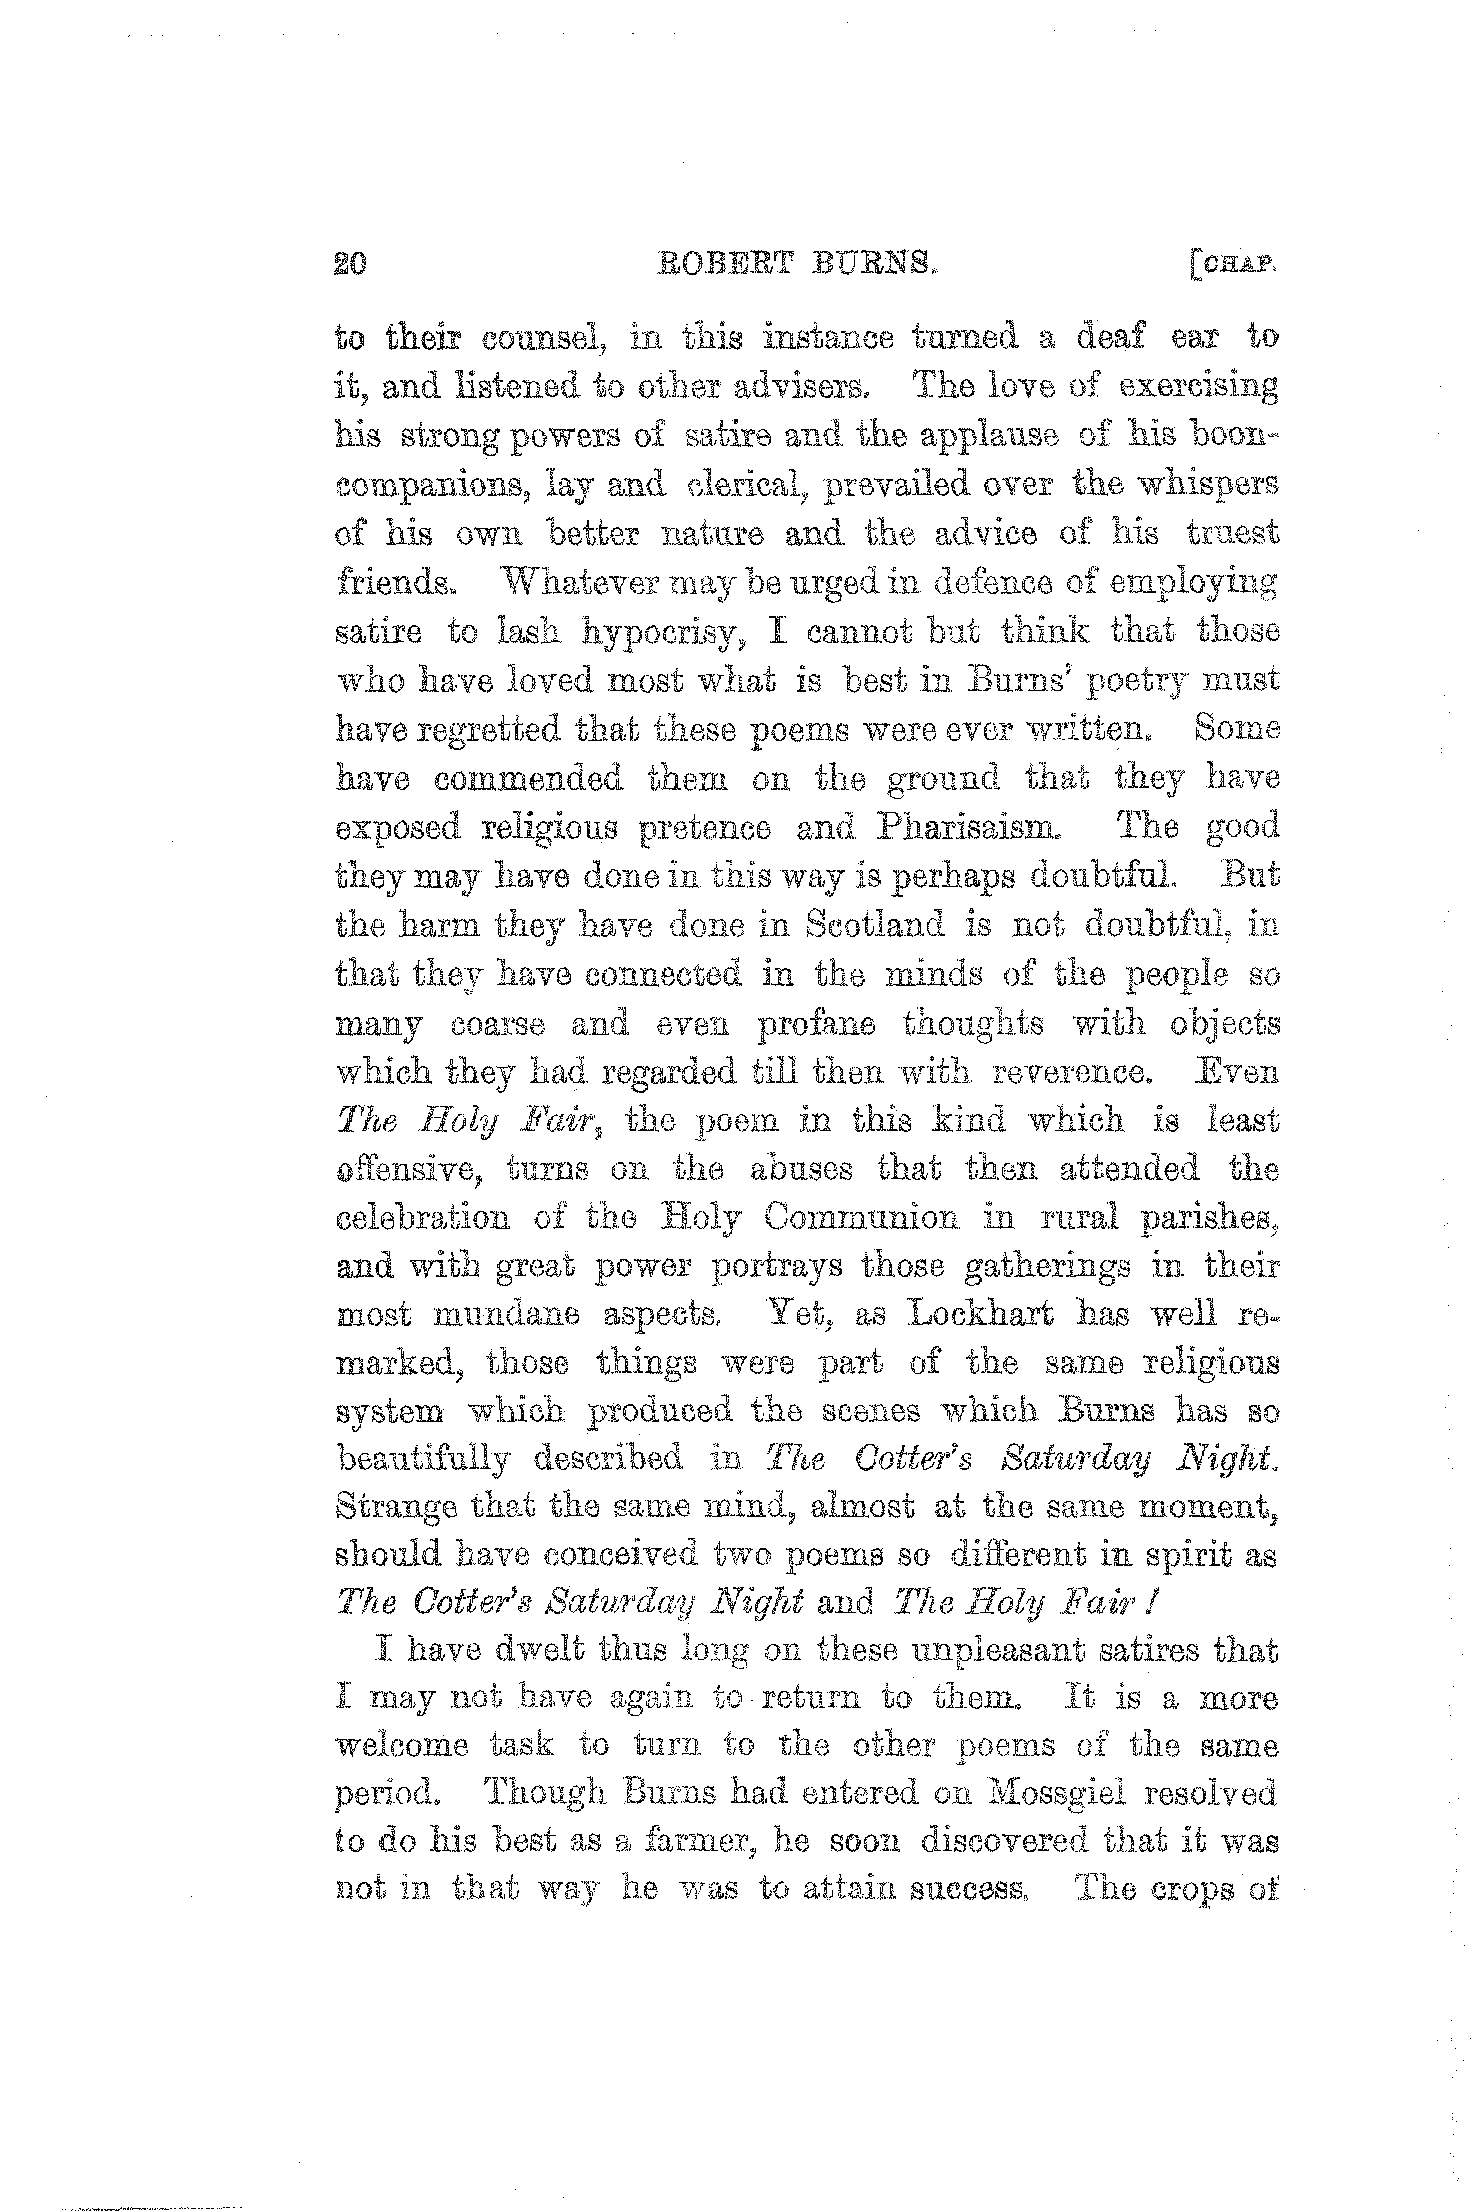 20 ROBERT BURNS. [CHAP.
to their counsel, in this instance turned a deaf ear to
it, and listened to other advisers. The love of exercising
his strong powers of satire and the applause of his boon-
companions, lay and clerical, prevailed over the whispers
of his own better nature and the advice of his truest
friends. Whatever may be urged in defence of employing
satire to lash hypocrisy, I cannot but think that those
who have loved most what is best in Burns' poetry must
have regretted that these poems were ever written. Some
have commended them on the ground that they have
exposed religious pretence and Pharisaism. The good
they may have done in this way is perhaps doubtful. But
the harm they have done in Scotland is not doubtful, in
that they have connected in the minds of the people so
many coarse and even profane thoughts with objects
which they had regarded till then with reverence. Even
The Holy Fair, the poem in this kind which is least
offensive, turns on the abuses that then attended the
celebration of the Holy Communion in rural parishes,
and with great power portrays those gatherings in their
most mundane aspects. Yet, as Lockhart has well re-
marked, those things were part of the same religious
system which produced the scenes which Burns has so
beautifully described in The Cotter's Saturday Night.
Strange that the same mind, almost at the same moment,
should have conceived two poems so different in spirit as
The Cotter's Saturday Night and The Holy Fair!
I have dwelt thus long on these unpleasant satires that
I may not have again to return to them. It is a more
welcome task to turn to the other poems of the same
period. Though Burns had entered on Mossgiel resolved
to do his best as a farmer, he soon discovered that it was
not in that way he was to attain success. The crops of